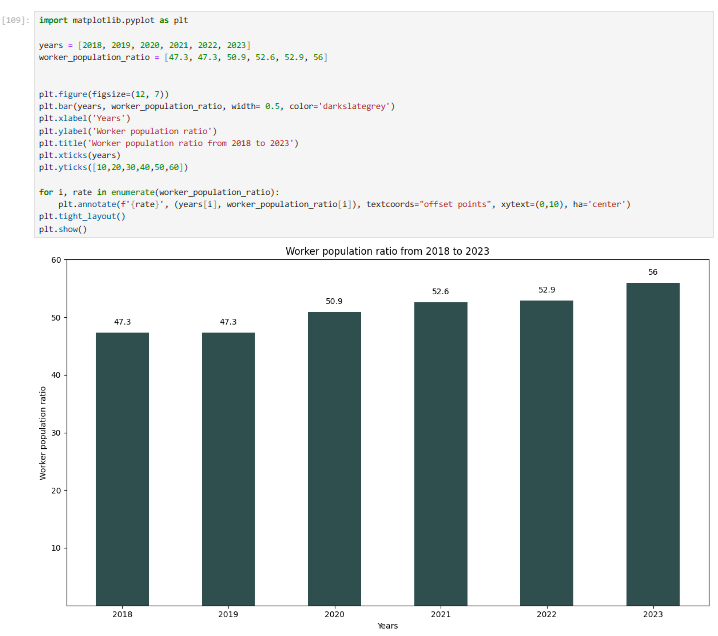 [109]: import matplotlib.pyplot as plt
years = [2018, 2019, 2020, 2021, 2022, 2023]
worker_population_ratio = [47.3, 47.3, 50.9, 52.6, 52.9, 56]
plt.figure(figsize=(12, 7))
plt.bar(years, worker_population_ratio, width= 0.5, color='darkslategrey')
plt.xlabel('Years')
plt.ylabel('Worker population ratio')
plt.title('Worker population ratio from 2018 to 2023')
plt.xticks(years)
plt.yticks([10,20,30,40,50,60])
for i, rate in enumerate(worker_population_ratio):
    plt.annotate(f'{rate}', (years[i], worker_population_ratio[i]), textcoords="offset points", xytext=(0,10), ha='center')
plt.tight_layout()
plt.show()
Worker population ratio from 2018 to 2023
60
50
40
30
20
10
Worker population ratio
47.3
47.3
50.9
52.6
52.9
56
2018 2019 2020 2021 2022 2023
Years